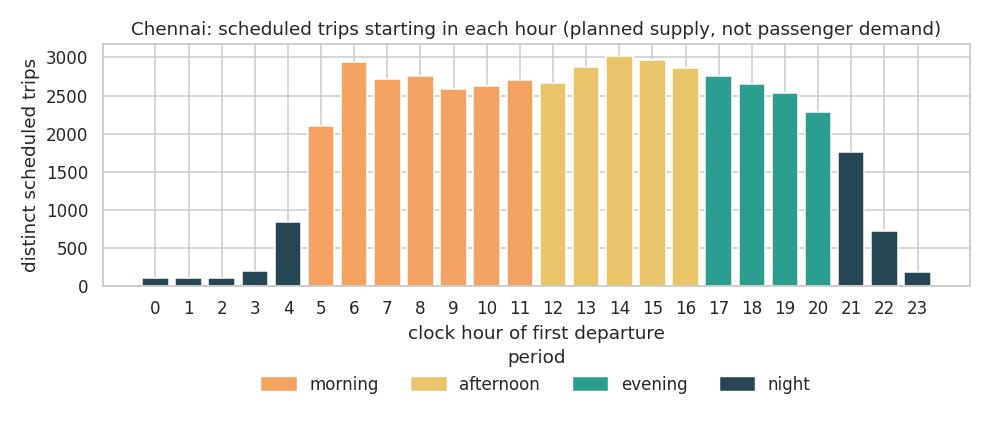 Chennai: scheduled trips starting in each hour (planned supply, not passenger demand)
distinct scheduled trips
3000
2500
2000
1500
1000
500
0
0 1 2 3 4 5 6 7 8 9 10 11 12 13 14 15 16 17 18 19 20 21 22 23
clock hour of first departure
period
morning afternoon evening night